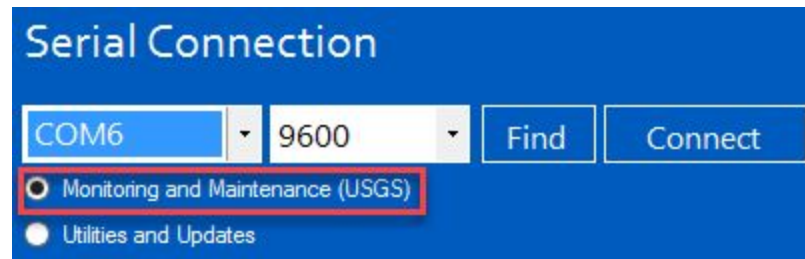 Serial Connection
COM6 9600 Find Connect
Monitoring and Maintenance (USGS)
Utilities and Updates